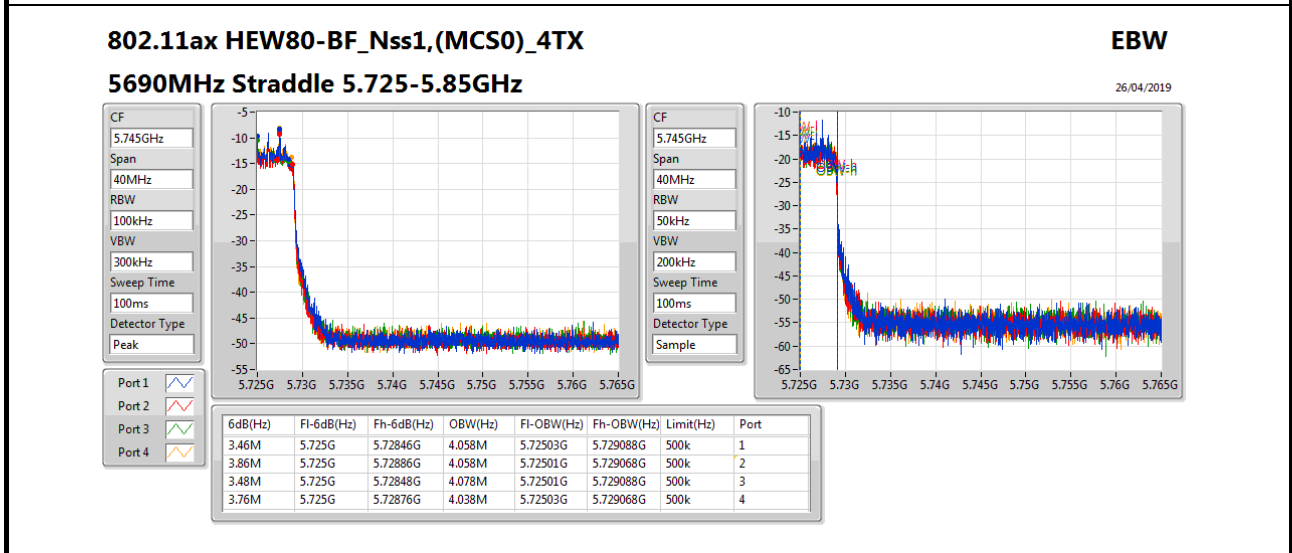 802.11ax HEW80-BF_Nss1,(MCS0)_4TX
EBW
5690MHz Straddle 5.725-5.85GHz
26/04/2019
CF
5.745GHz
Span
40MHz
RBW
100kHz
VBW
300kHz
Sweep Time
100ms
Detector Type
Peak
-5
-10
-15
-20
-25
-30
-35
-40
-45
-50
-55
5.725G 5.73G 5.735G 5.74G 5.745G 5.75G 5.755G 5.76G 5.765G
CF
5.745GHz
Span
40MHz
RBW
50kHz
VBW
200kHz
Sweep Time
100ms
Detector Type
Sample
-10
-15
-20
-25
-30
-35
-40
-45
-50
-55
-60
-65
OBW-h
5.725G 5.73G 5.735G 5.74G 5.745G 5.75G 5.755G 5.76G 5.765G
Port 1
Port 2
Port 3
Port 4
6dB(Hz) Fl-6dB(Hz) Fh-6dB(Hz) OBW(Hz) Fl-OBW(Hz) Fh-OBW(Hz) Limit(Hz) Port
3.46M 5.725G 5.72846G 4.058M 5.72503G 5.729088G 500k 1
3.86M 5.725G 5.72886G 4.058M 5.72501G 5.729068G 500k 2
3.48M 5.725G 5.72848G 4.078M 5.72501G 5.729088G 500k 3
3.76M 5.725G 5.72876G 4.038M 5.72503G 5.729068G 500k 4